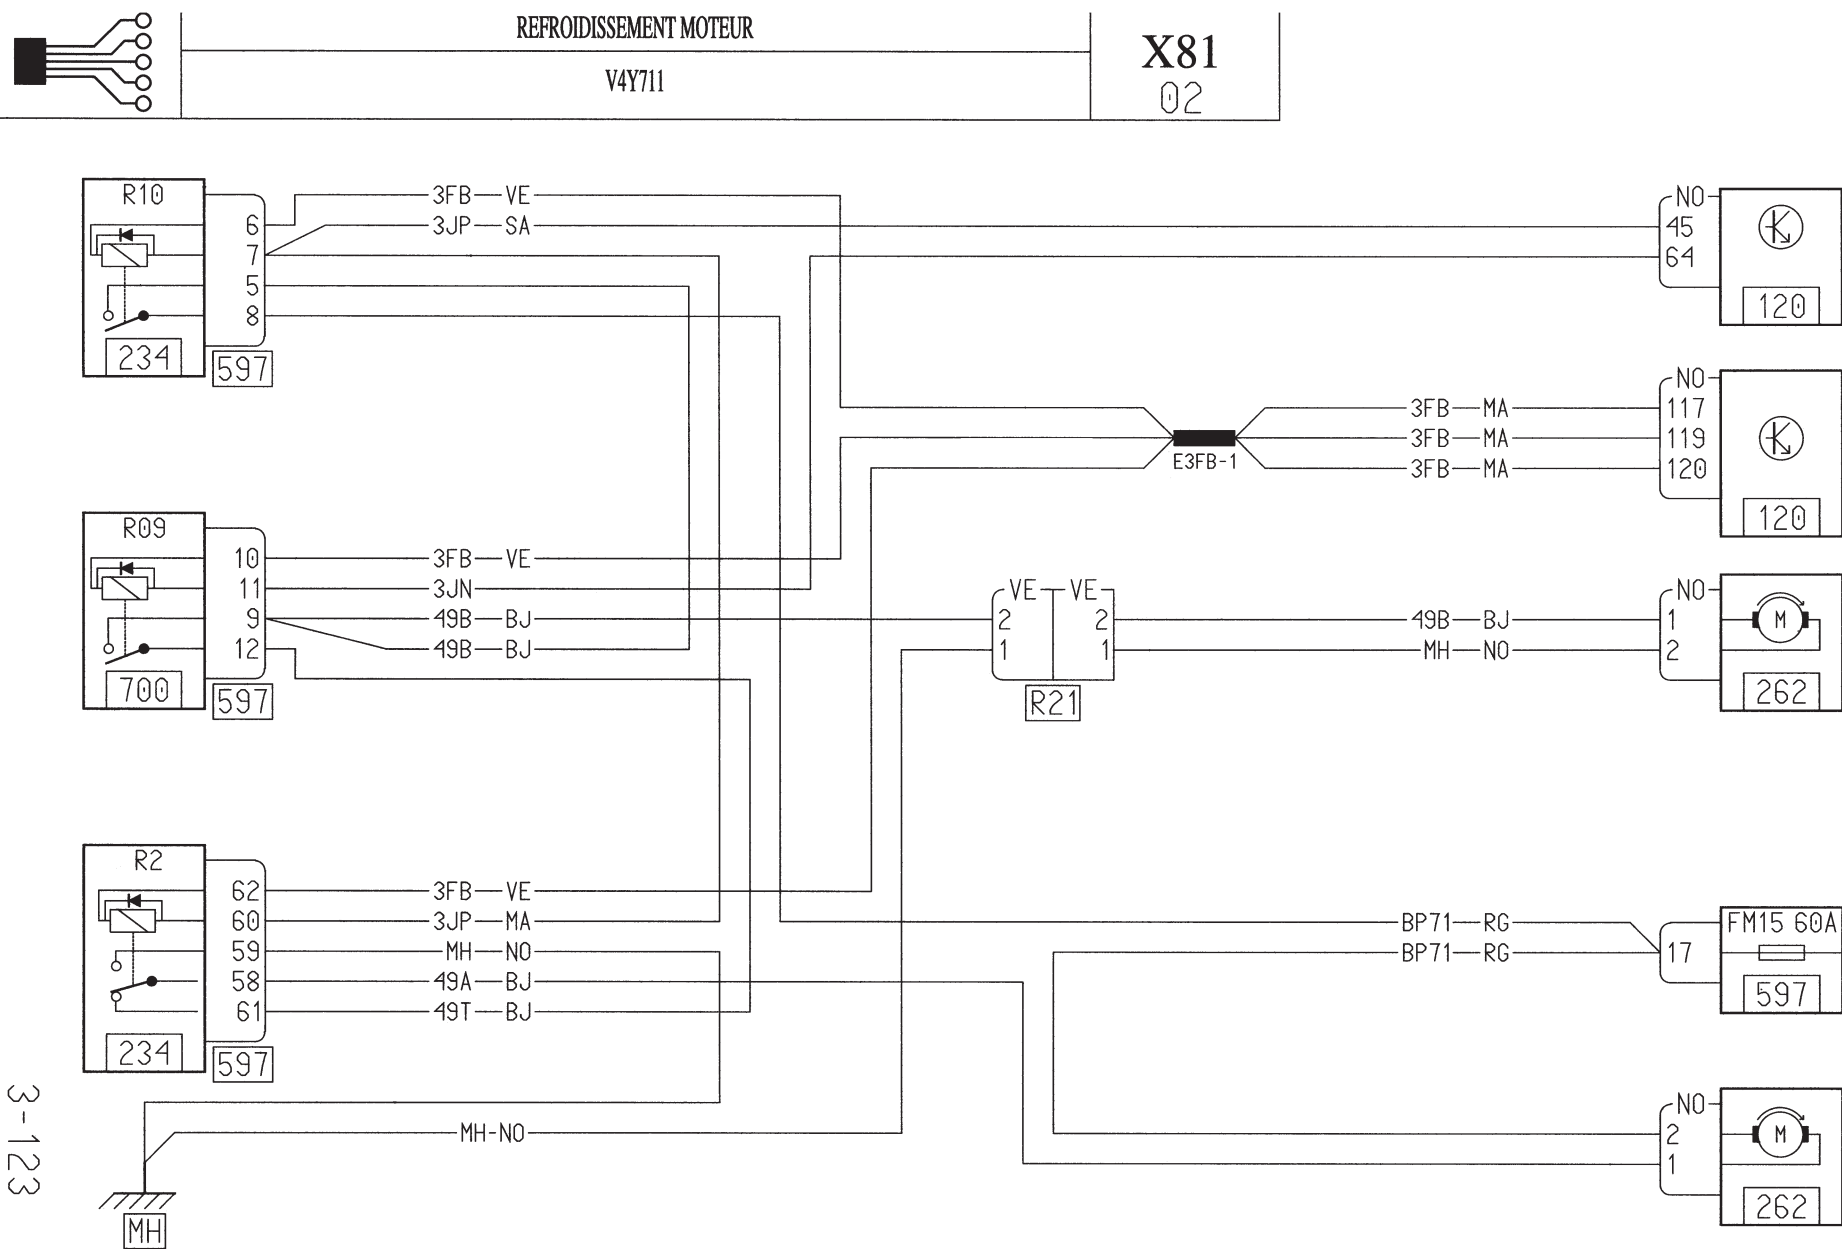 REFROIDISSEMENT MOTEUR
V4Y711
X81
02
R10
6
7
5
8
234
597
3FB VE
3JP SA
NO
45
64
120
NO
117
119
120
120
3FB MA
3FB MA
3FB MA
E3FB-1
R09
10
11
9
12
700
597
3FB VE
3JN
49B BJ
49B BJ
VE VE
2 2
1 1
R21
49B BJ
MH NO
NO
1
2
M
262
R2
62
60
59
58
61
234
597
3FB VE
3JP MA
MH NO
49A BJ
49T BJ
BP71 RG
BP71 RG
17
FM15 60A
597
MH-NO
MH
NO
2
1
M
262
3-123